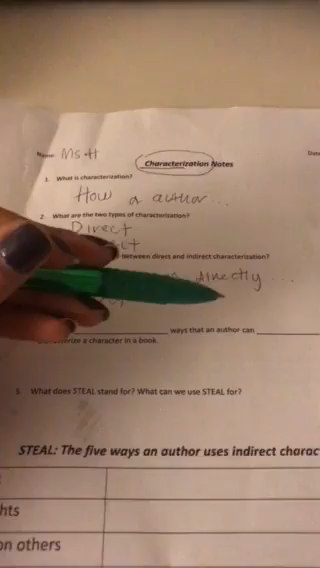 Name: Ms. H
Date
Characterization Notes
1. What is characterization?
How a author...
2. What are the two types of characterization?
Direct
between direct and indirect characterization?
directly ...
ways that an author can
a character in a book.
5. What does STEAL stand for? What can we use STEAL for?
STEAL: The five ways an author uses indirect charac
hts
on others